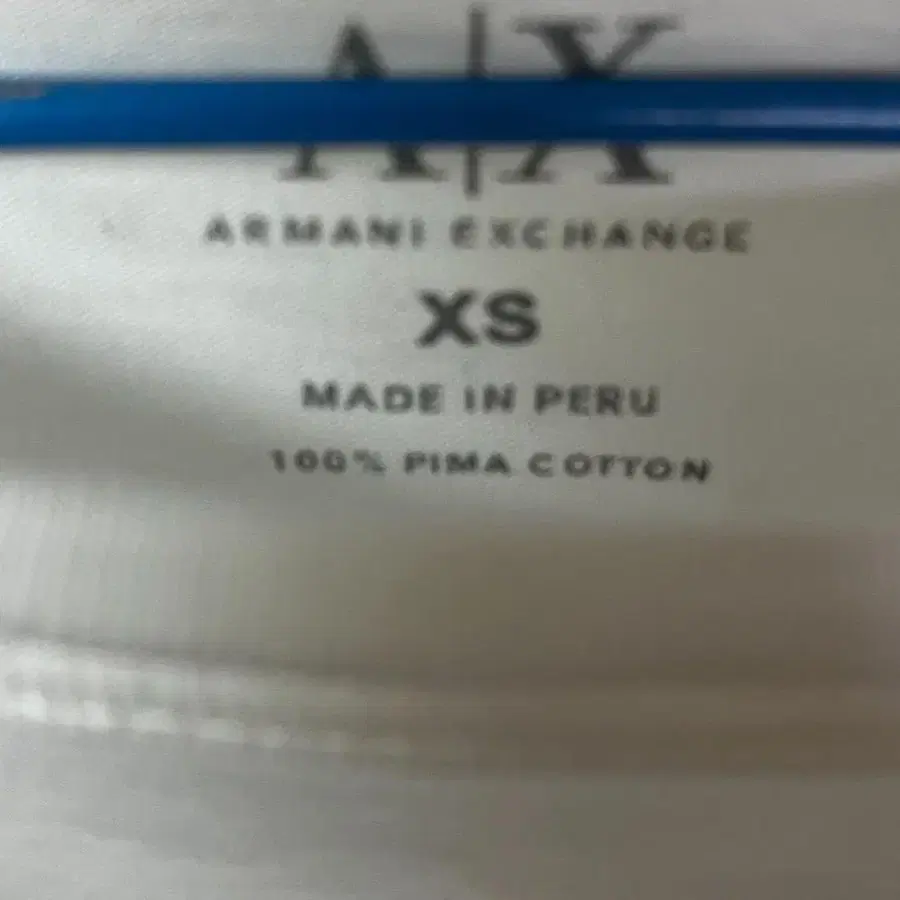 A|X
ARMANI EXCHANGE
XS
MADE IN PERU
100% PIMA COTTON